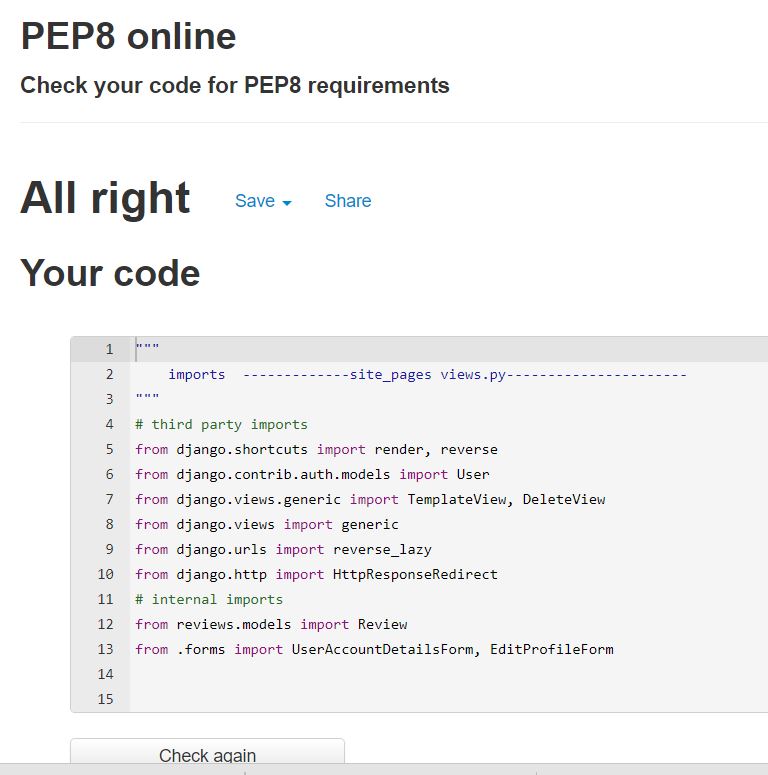 PEP8 online
Check your code for PEP8 requirements
All right Save Share
Your code
1 """
2     imports  -------------site_pages views.py----------------------
3 """
4 # third party imports
5 from django.shortcuts import render, reverse
6 from django.contrib.auth.models import User
7 from django.views.generic import TemplateView, DeleteView
8 from django.views import generic
9 from django.urls import reverse_lazy
10 from django.http import HttpResponseRedirect
11 # internal imports
12 from reviews.models import Review
13 from .forms import UserAccountDetailsForm, EditProfileForm
14
15
Check again